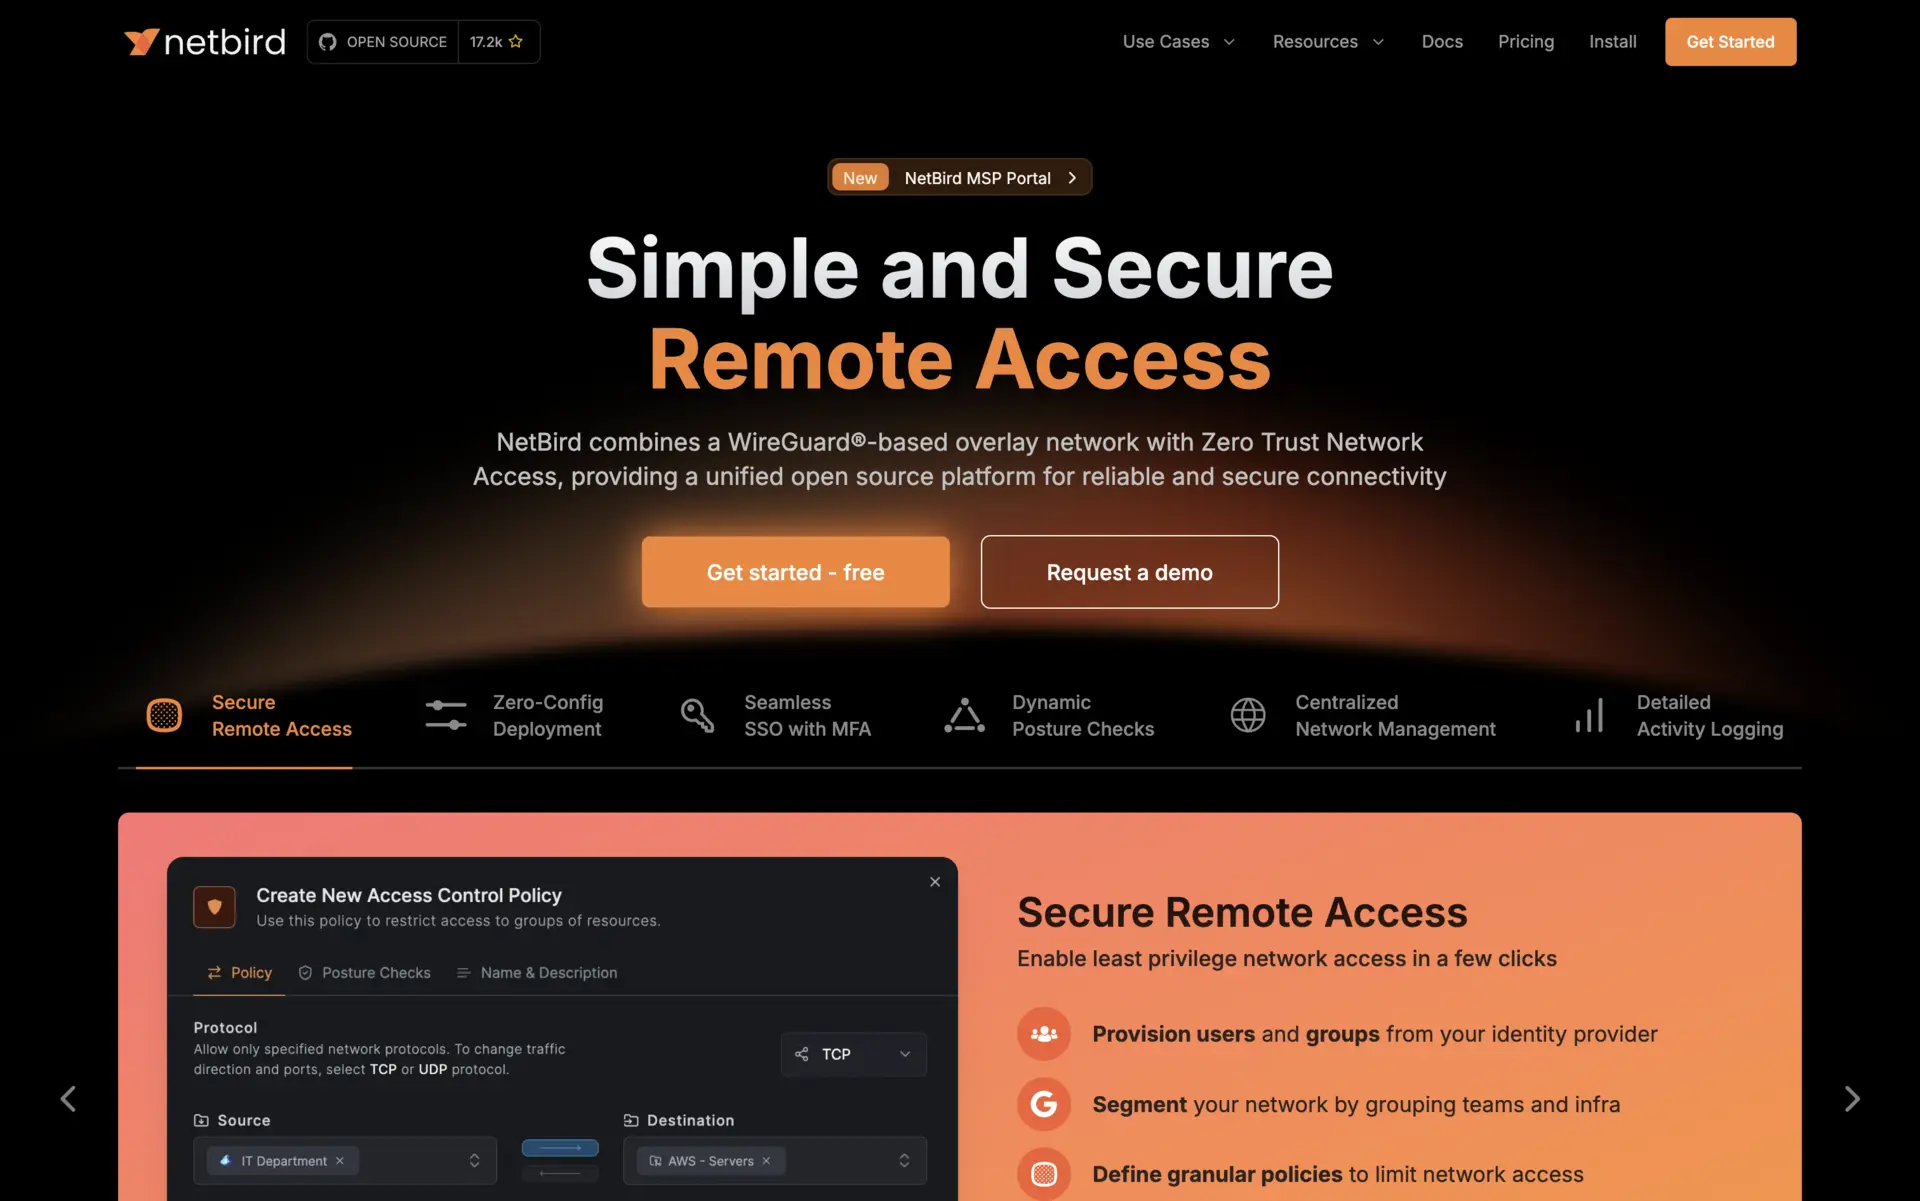 netbird
OPEN SOURCE 17.2k
Use Cases Resources Docs Pricing Install Get Started
New NetBird MSP Portal
Simple and Secure
Remote Access
NetBird combines a WireGuard®-based overlay network with Zero Trust Network
Access, providing a unified open source platform for reliable and secure connectivity
Get started - free
Request a demo
Secure
Remote Access
Zero-Config
Deployment
Seamless
SSO with MFA
Dynamic
Posture Checks
Centralized
Network Management
Detailed
Activity Logging
Create New Access Control Policy
Use this policy to restrict access to groups of resources.
Policy Posture Checks Name & Description
Protocol
Allow only specified network protocols. To change traffic
direction and ports, select TCP or UDP protocol.
TCP
Source
IT Department
Destination
AWS - Servers
Secure Remote Access
Enable least privilege network access in a few clicks
Provision users and groups from your identity provider
Segment your network by grouping teams and infra
Define granular policies to limit network access